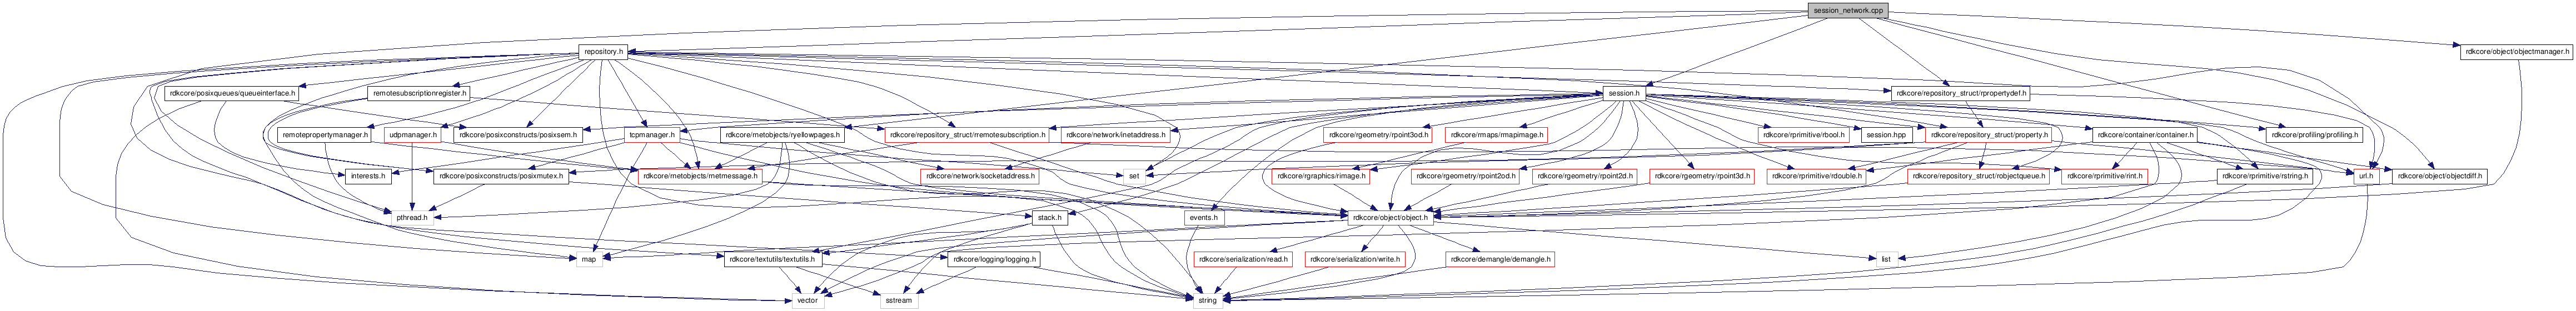 session_network.cpp
repository.h
rdkcore/object/objectmanager.h
rdkcore/posixqueues/queueinterface.h
remotesubscriptionregister.h
session.h
rdkcore/repository_struct/rpropertydef.h
remotepropertymanager.h
udpmanager.h
rdkcore/posixconstructs/posixsem.h
tcpmanager.h
rdkcore/metobjects/ryellowpages.h
rdkcore/repository_struct/remotesubscription.h
rdkcore/network/inetaddress.h
rdkcore/rgeometry/rpoint3od.h
rdkcore/rmaps/rmapimage.h
rdkcore/rprimitive/rbool.h
session.hpp
rdkcore/repository_struct/property.h
rdkcore/container/container.h
rdkcore/profiling/profiling.h
interests.h
rdkcore/posixconstructs/posixmutex.h
rdkcore/metobjects/metmessage.h
rdkcore/network/socketaddress.h
set
rdkcore/rgraphics/rimage.h
rdkcore/rgeometry/rpoint2od.h
rdkcore/rgeometry/rpoint2d.h
rdkcore/rgeometry/rpoint3d.h
rdkcore/rprimitive/rdouble.h
rdkcore/repository_struct/objectqueue.h
rdkcore/rprimitive/rint.h
rdkcore/rprimitive/rstring.h
url.h
rdkcore/object/objectdiff.h
pthread.h
stack.h
events.h
rdkcore/object/object.h
map
rdkcore/textutils/textutils.h
rdkcore/logging/logging.h
rdkcore/serialization/read.h
rdkcore/serialization/write.h
rdkcore/demangle/demangle.h
list
vector
sstream
string